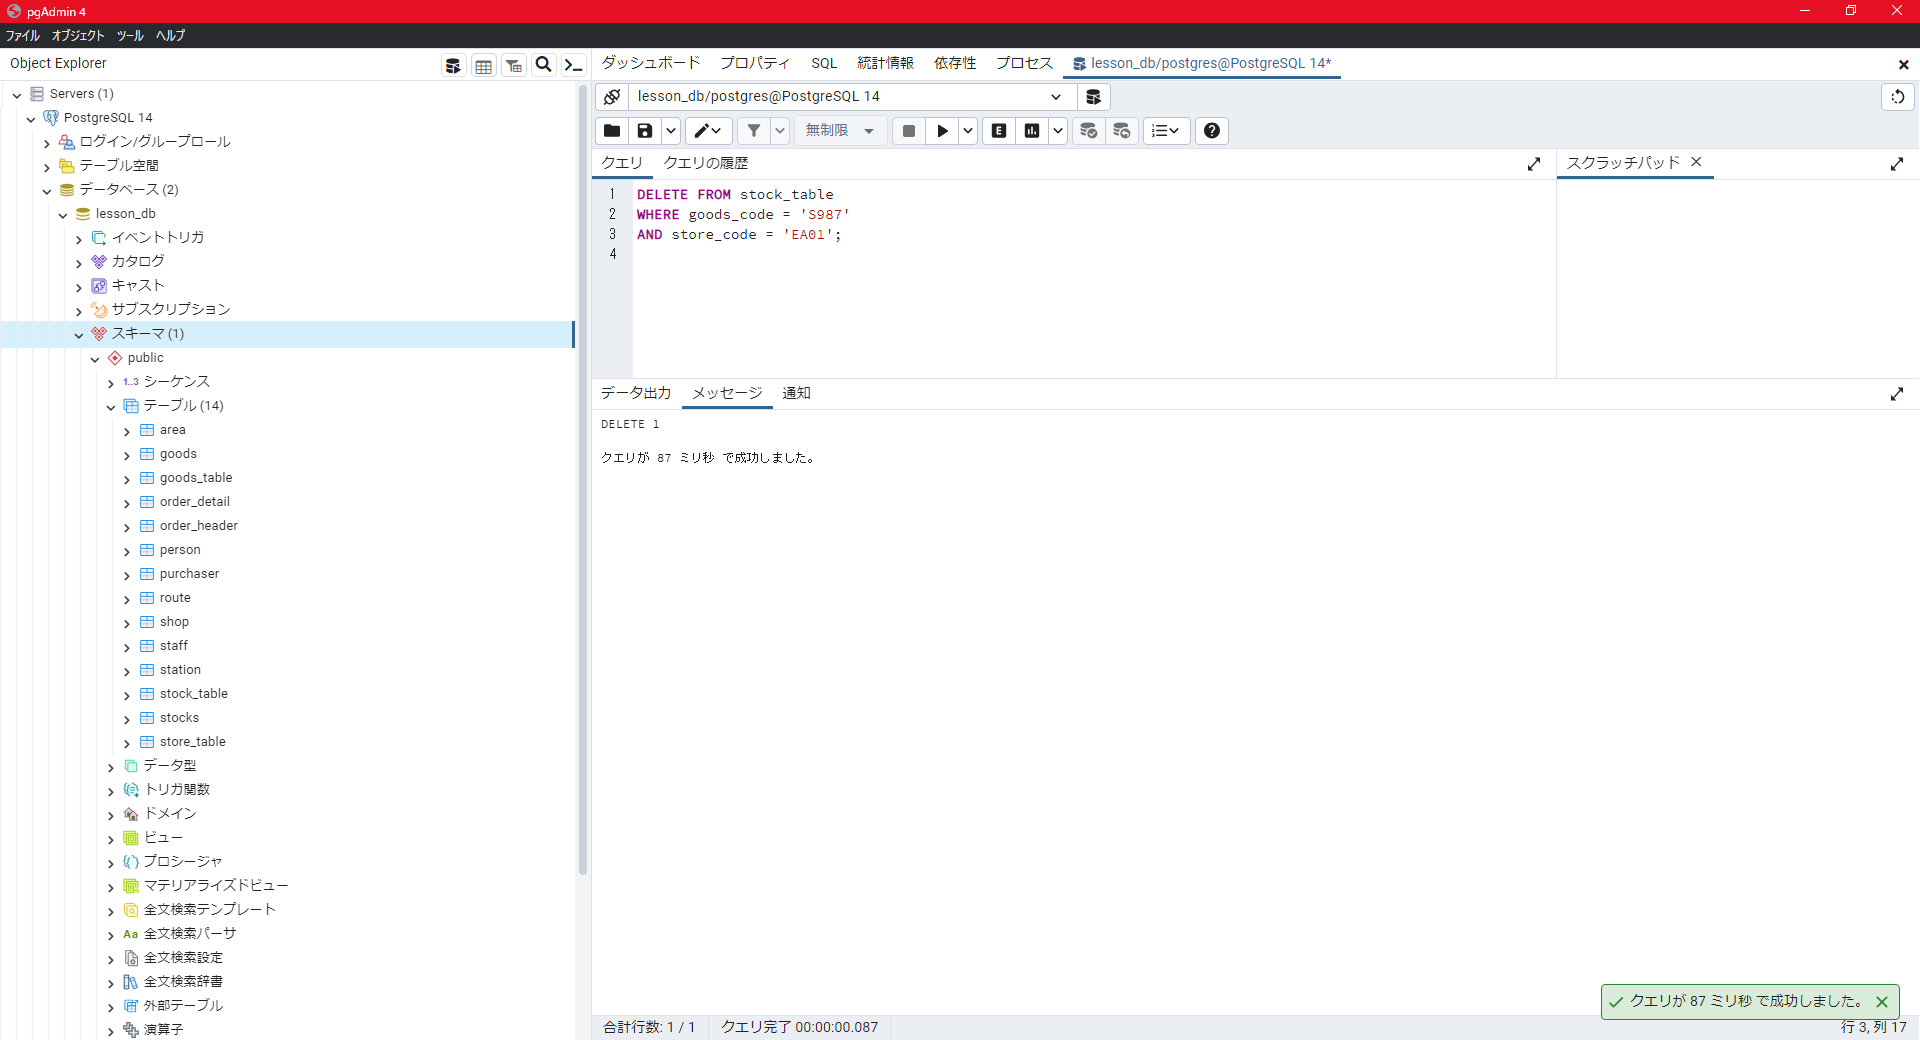 pgAdmin 4
ファイル オブジェクト ツール ヘルプ
Object Explorer
ダッシュボード プロパティ SQL 統計情報 依存性 プロセス lesson_db/postgres@PostgreSQL 14*
lesson_db/postgres@PostgreSQL 14
無制限
クエリ クエリの履歴
スクラッチパッド
Servers (1)
PostgreSQL 14
ログイン/グループロール
テーブル空間
データベース (2)
lesson_db
イベントトリガ
カタログ
キャスト
サブスクリプション
スキーマ (1)
public
1..3 シーケンス
テーブル (14)
area
goods
goods_table
order_detail
order_header
person
purchaser
route
shop
staff
station
stock_table
stocks
store_table
データ型
トリガ関数
ドメイン
ビュー
プロシージャ
マテリアライズドビュー
全文検索テンプレート
Aa 全文検索パーサ
全文検索設定
全文検索辞書
外部テーブル
演算子
1 DELETE FROM stock_table
2 WHERE goods_code = 'S987'
3 AND store_code = 'EA01';
4
データ出力 メッセージ 通知
DELETE 1
クエリが 87 ミリ秒 で成功しました。
クエリが 87 ミリ秒 で成功しました。
合計行数: 1 / 1 クエリ完了 00:00:00.087
行 3, 列 17